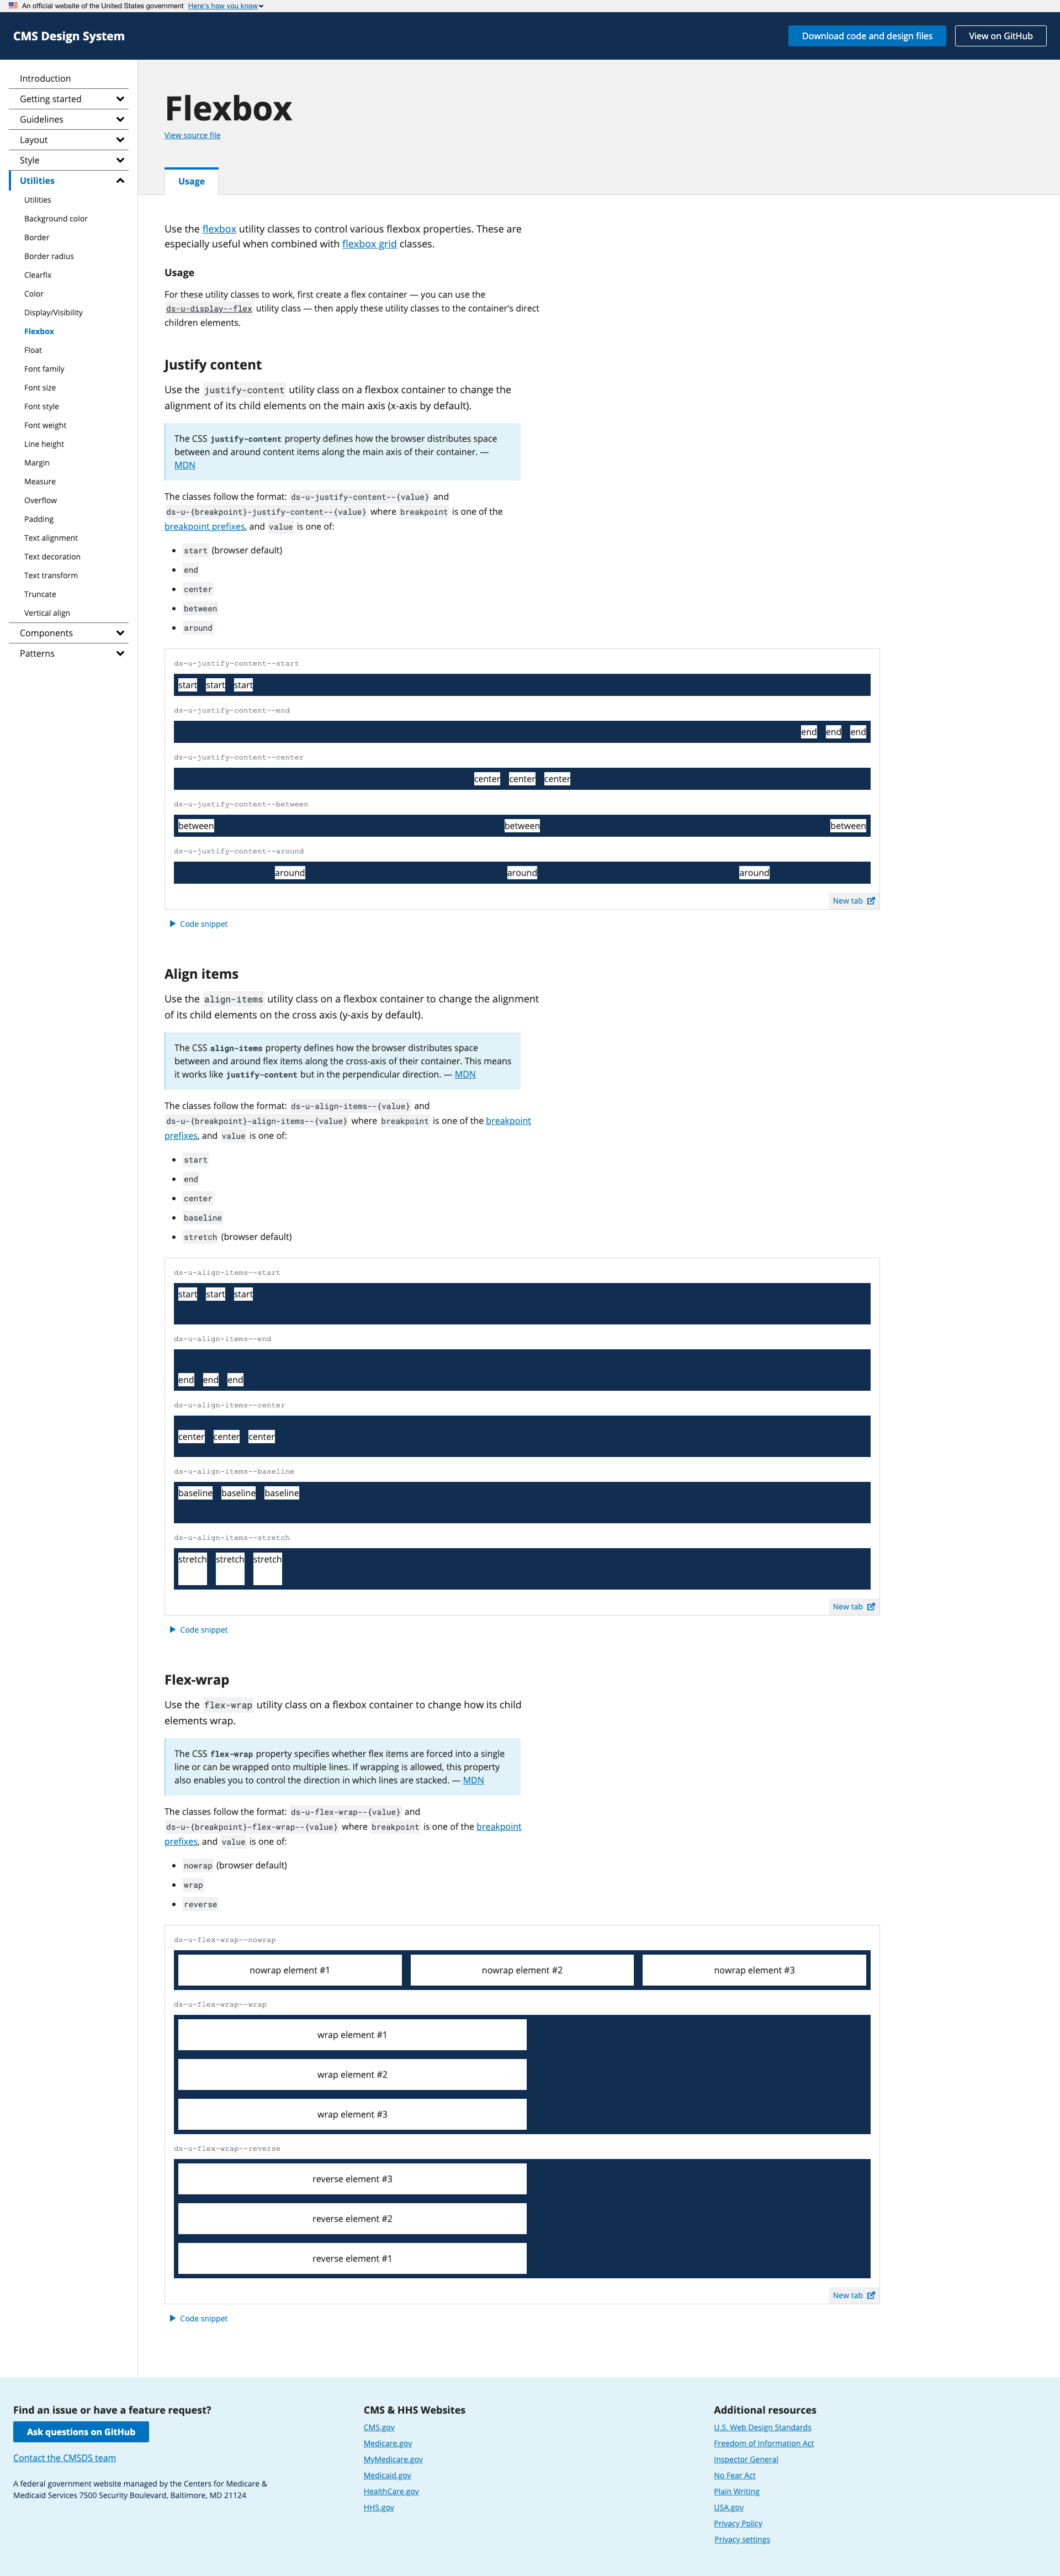 An official website of the United States government Here's how you know
CMS Design System
Download code and design files
View on GitHub
Introduction
Getting started
Guidelines
Layout
Style
Utilities
Utilities
Background color
Border
Border radius
Clearfix
Color
Display/Visibility
Flexbox
Float
Font family
Font size
Font style
Font weight
Line height
Margin
Measure
Overflow
Padding
Text alignment
Text decoration
Text transform
Truncate
Vertical align
Components
Patterns
Flexbox
View source file
Usage
Use the flexbox utility classes to control various flexbox properties. These are
especially useful when combined with flexbox grid classes.
Usage
For these utility classes to work, first create a flex container — you can use the
ds-u-display--flex utility class — then apply these utility classes to the container's direct
children elements.
Justify content
Use the justify-content utility class on a flexbox container to change the
alignment of its child elements on the main axis (x-axis by default).
The CSS justify-content property defines how the browser distributes space
between and around content items along the main axis of their container. —
MDN
The classes follow the format: ds-u-justify-content--{value} and
ds-u-{breakpoint}-justify-content--{value} where breakpoint is one of the
breakpoint prefixes, and value is one of:
start (browser default)
end
center
between
around
ds-u-justify-content--start
start start start
ds-u-justify-content--end
end end end
ds-u-justify-content--center
center center center
ds-u-justify-content--between
between between between
ds-u-justify-content--around
around around around
New tab
Code snippet
Align items
Use the align-items utility class on a flexbox container to change the alignment
of its child elements on the cross axis (y-axis by default).
The CSS align-items property defines how the browser distributes space
between and around flex items along the cross-axis of their container. This means
it works like justify-content but in the perpendicular direction. — MDN
The classes follow the format: ds-u-align-items--{value} and
ds-u-{breakpoint}-align-items--{value} where breakpoint is one of the breakpoint
prefixes, and value is one of:
start
end
center
baseline
stretch (browser default)
ds-u-align-items--start
start start start
ds-u-align-items--end
end end end
ds-u-align-items--center
center center center
ds-u-align-items--baseline
baseline baseline baseline
ds-u-align-items--stretch
stretch stretch stretch
New tab
Code snippet
Flex-wrap
Use the flex-wrap utility class on a flexbox container to change how its child
elements wrap.
The CSS flex-wrap property specifies whether flex items are forced into a single
line or can be wrapped onto multiple lines. If wrapping is allowed, this property
also enables you to control the direction in which lines are stacked. — MDN
The classes follow the format: ds-u-flex-wrap--{value} and
ds-u-{breakpoint}-flex-wrap--{value} where breakpoint is one of the breakpoint
prefixes, and value is one of:
nowrap (browser default)
wrap
reverse
ds-u-flex-wrap--nowrap
nowrap element #1 nowrap element #2 nowrap element #3
ds-u-flex-wrap--wrap
wrap element #1
wrap element #2
wrap element #3
ds-u-flex-wrap--reverse
reverse element #3
reverse element #2
reverse element #1
New tab
Code snippet
Find an issue or have a feature request?
Ask questions on GitHub
Contact the CMSDS team
A federal government website managed by the Centers for Medicare &
Medicaid Services 7500 Security Boulevard, Baltimore, MD 21124
CMS & HHS Websites
CMS.gov
Medicare.gov
MyMedicare.gov
Medicaid.gov
HealthCare.gov
HHS.gov
Additional resources
U.S. Web Design Standards
Freedom of Information Act
Inspector General
No Fear Act
Plain Writing
USA.gov
Privacy Policy
Privacy settings